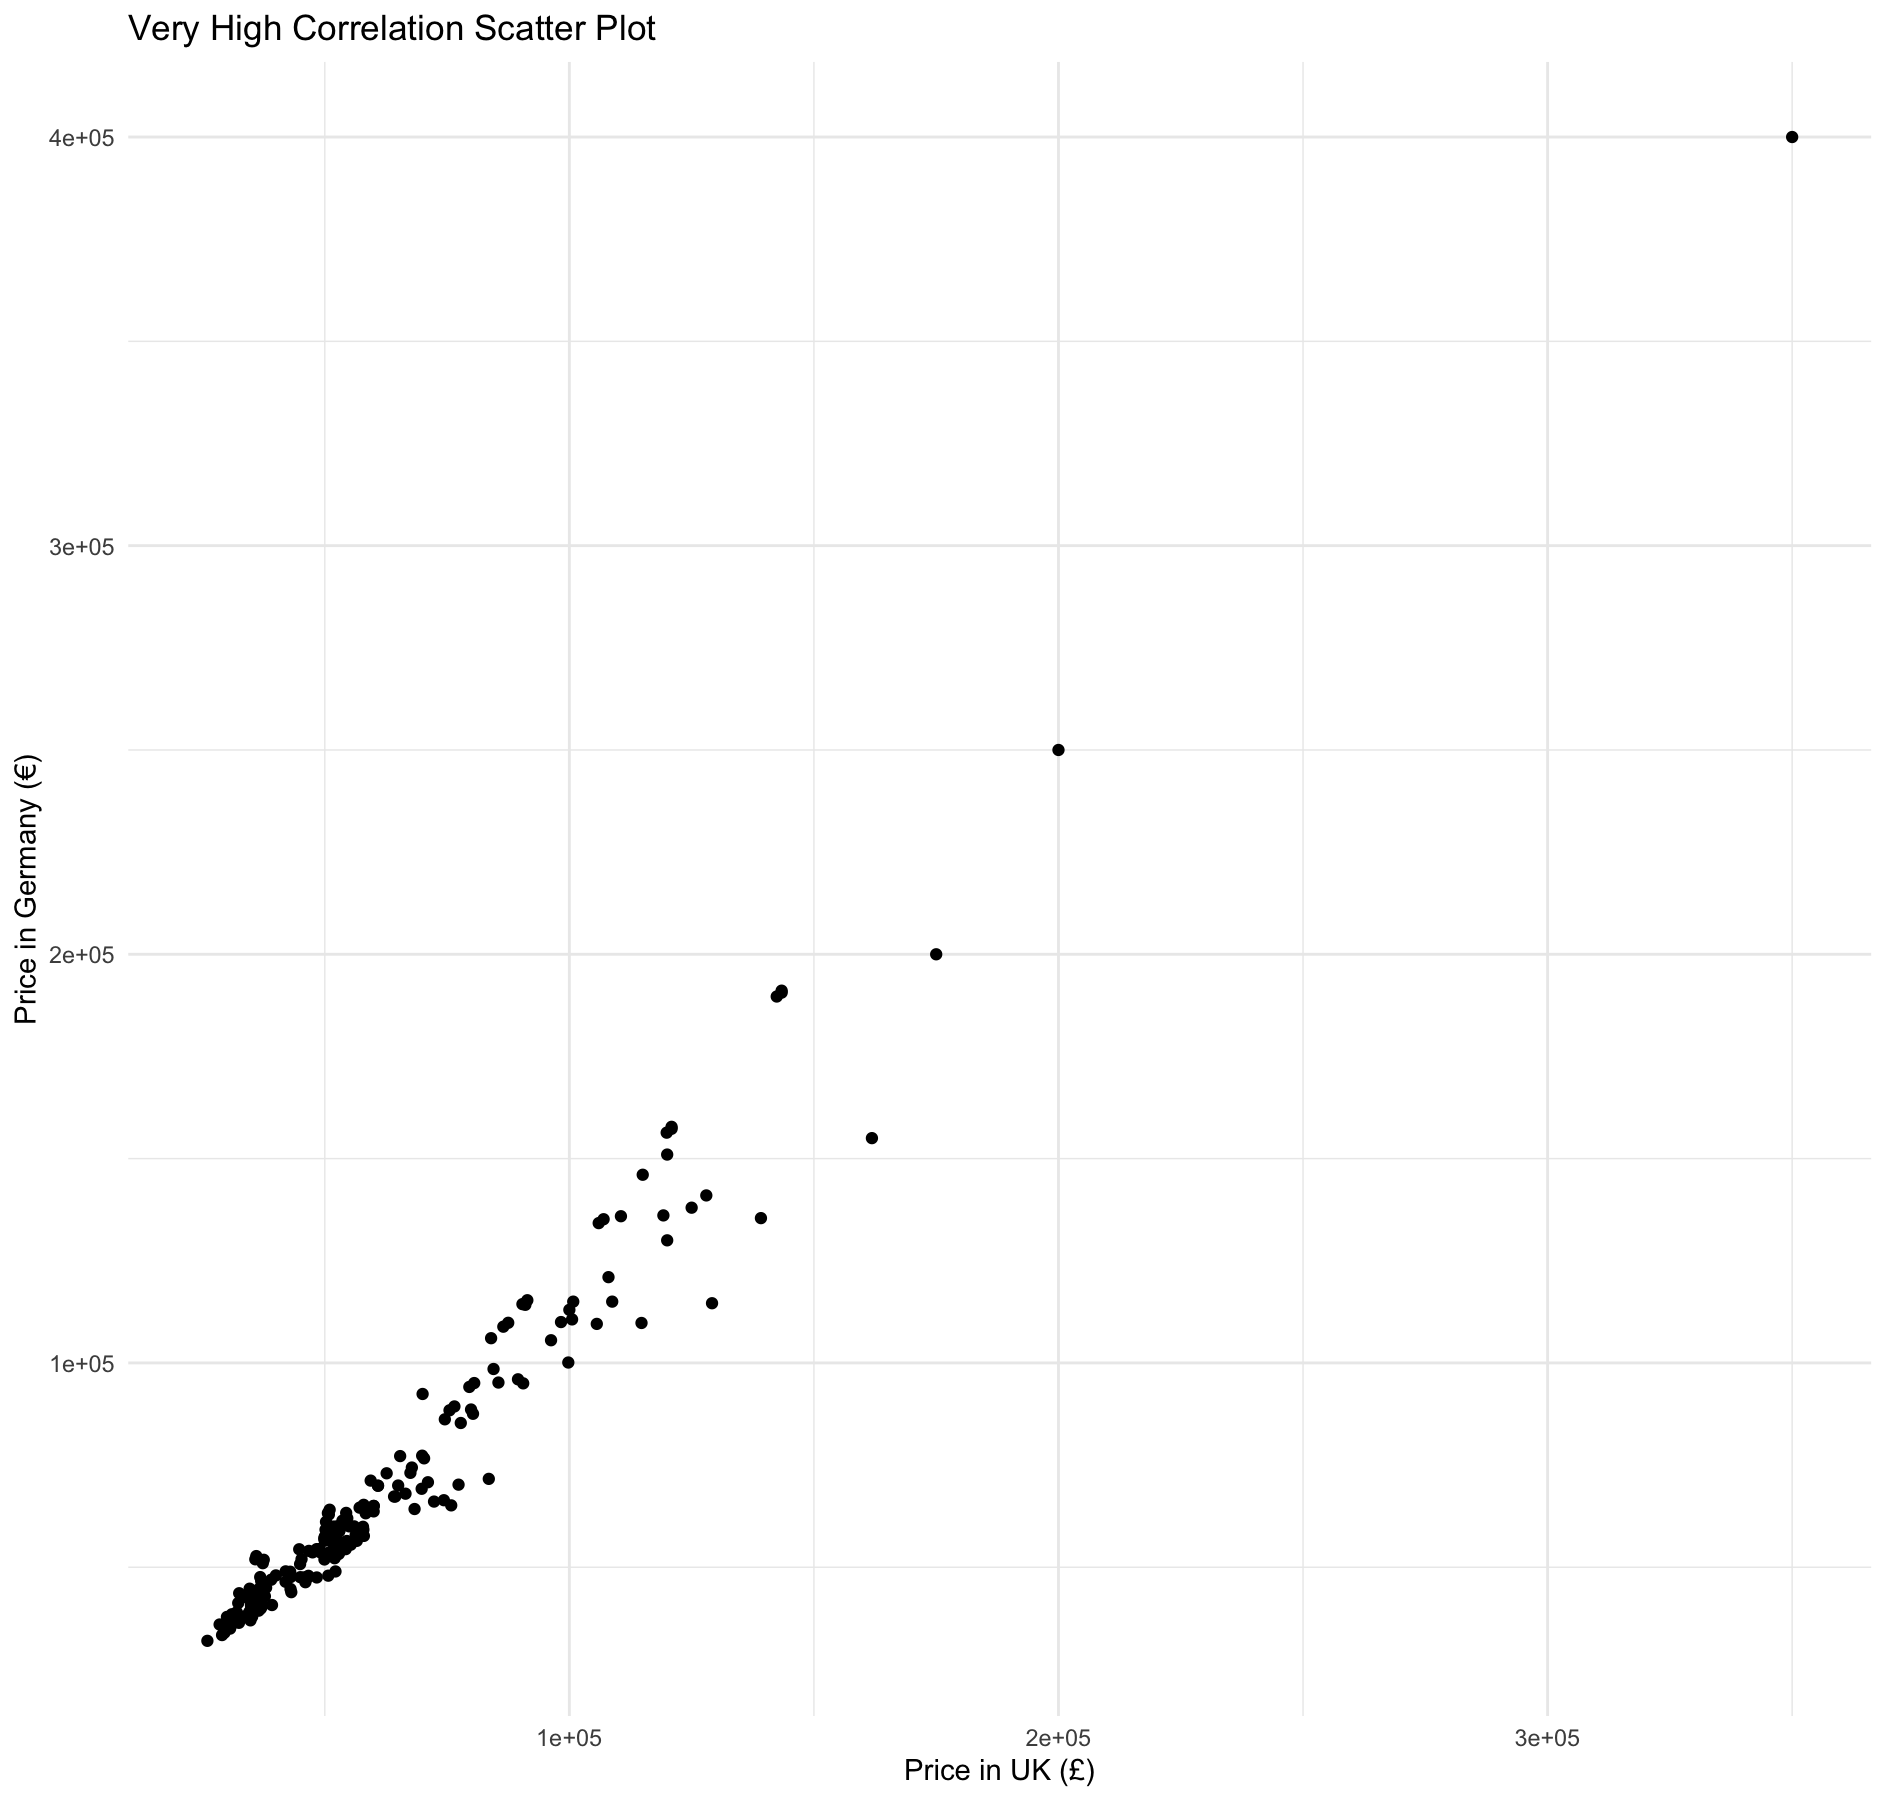 Very High Correlation Scatter Plot
4e+05
3e+05
2e+05
1e+05
Price in Germany (€)
1e+05
2e+05
3e+05
Price in UK (£)